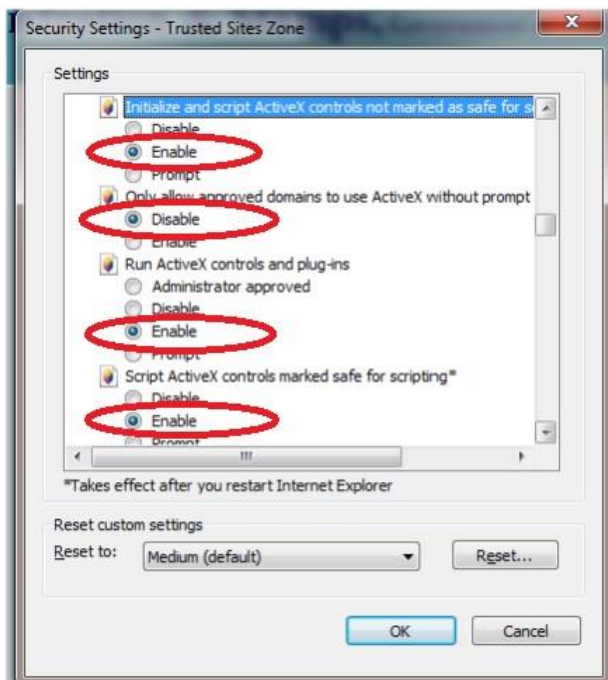 Security Settings - Trusted Sites Zone
Settings
Initialize and script ActiveX controls not marked as safe for
Disable
Enable
Prompt
Only allow approved domains to use ActiveX without prompt
Disable
Enable
Run ActiveX controls and plug-ins
Administrator approved
Disable
Enable
Prompt
Script ActiveX controls marked safe for scripting*
Disable
Enable
Prompt
*Takes effect after you restart Internet Explorer
Reset custom settings
Reset to:
Medium (default)
Reset...
OK
Cancel